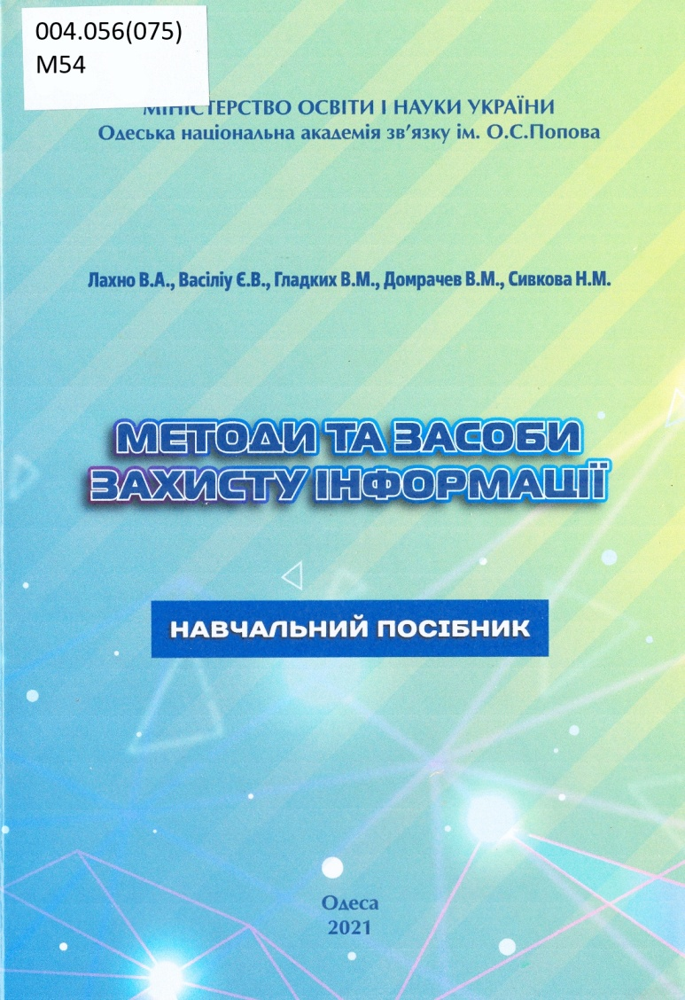 004.056(075)
М54
МІНІСТЕРСТВО ОСВІТИ І НАУКИ УКРАЇНИ
Одеська національна академія зв’язку ім. О.С.Попова
Лахно В.А., Васіліу Є.В., Гладких В.М., Домрачев В.М., Сивкова Н.М.
МЕТОДИ ТА ЗАСОБИ
ЗАХИСТУ ІНФОРМАЦІЇ
НАВЧАЛЬНИЙ ПОСІБНИК
Одеса
2021